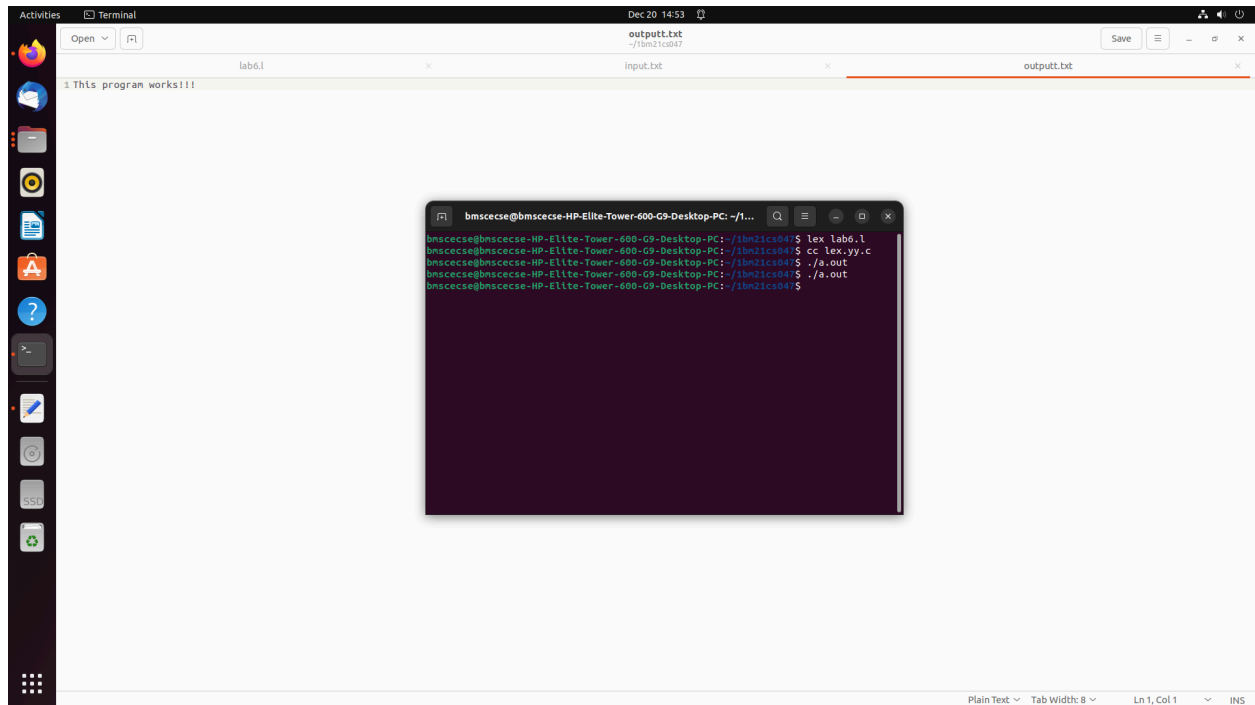 Activities Terminal Dec 20 14:53
Open outputt.txt Save
~/1bm21cs047
lab6.l input.txt outputt.txt
1 This program works!!!
bmscecse@bmscecse-HP-Elite-Tower-600-G9-Desktop-PC: ~/1...
bmscecse@bmscecse-HP-Elite-Tower-600-G9-Desktop-PC:~/1bm21cs047$ lex lab6.l
bmscecse@bmscecse-HP-Elite-Tower-600-G9-Desktop-PC:~/1bm21cs047$ cc lex.yy.c
bmscecse@bmscecse-HP-Elite-Tower-600-G9-Desktop-PC:~/1bm21cs047$ ./a.out
bmscecse@bmscecse-HP-Elite-Tower-600-G9-Desktop-PC:~/1bm21cs047$ ./a.out
bmscecse@bmscecse-HP-Elite-Tower-600-G9-Desktop-PC:~/1bm21cs047$
SSD
Plain Text Tab Width: 8 Ln 1, Col 1 INS